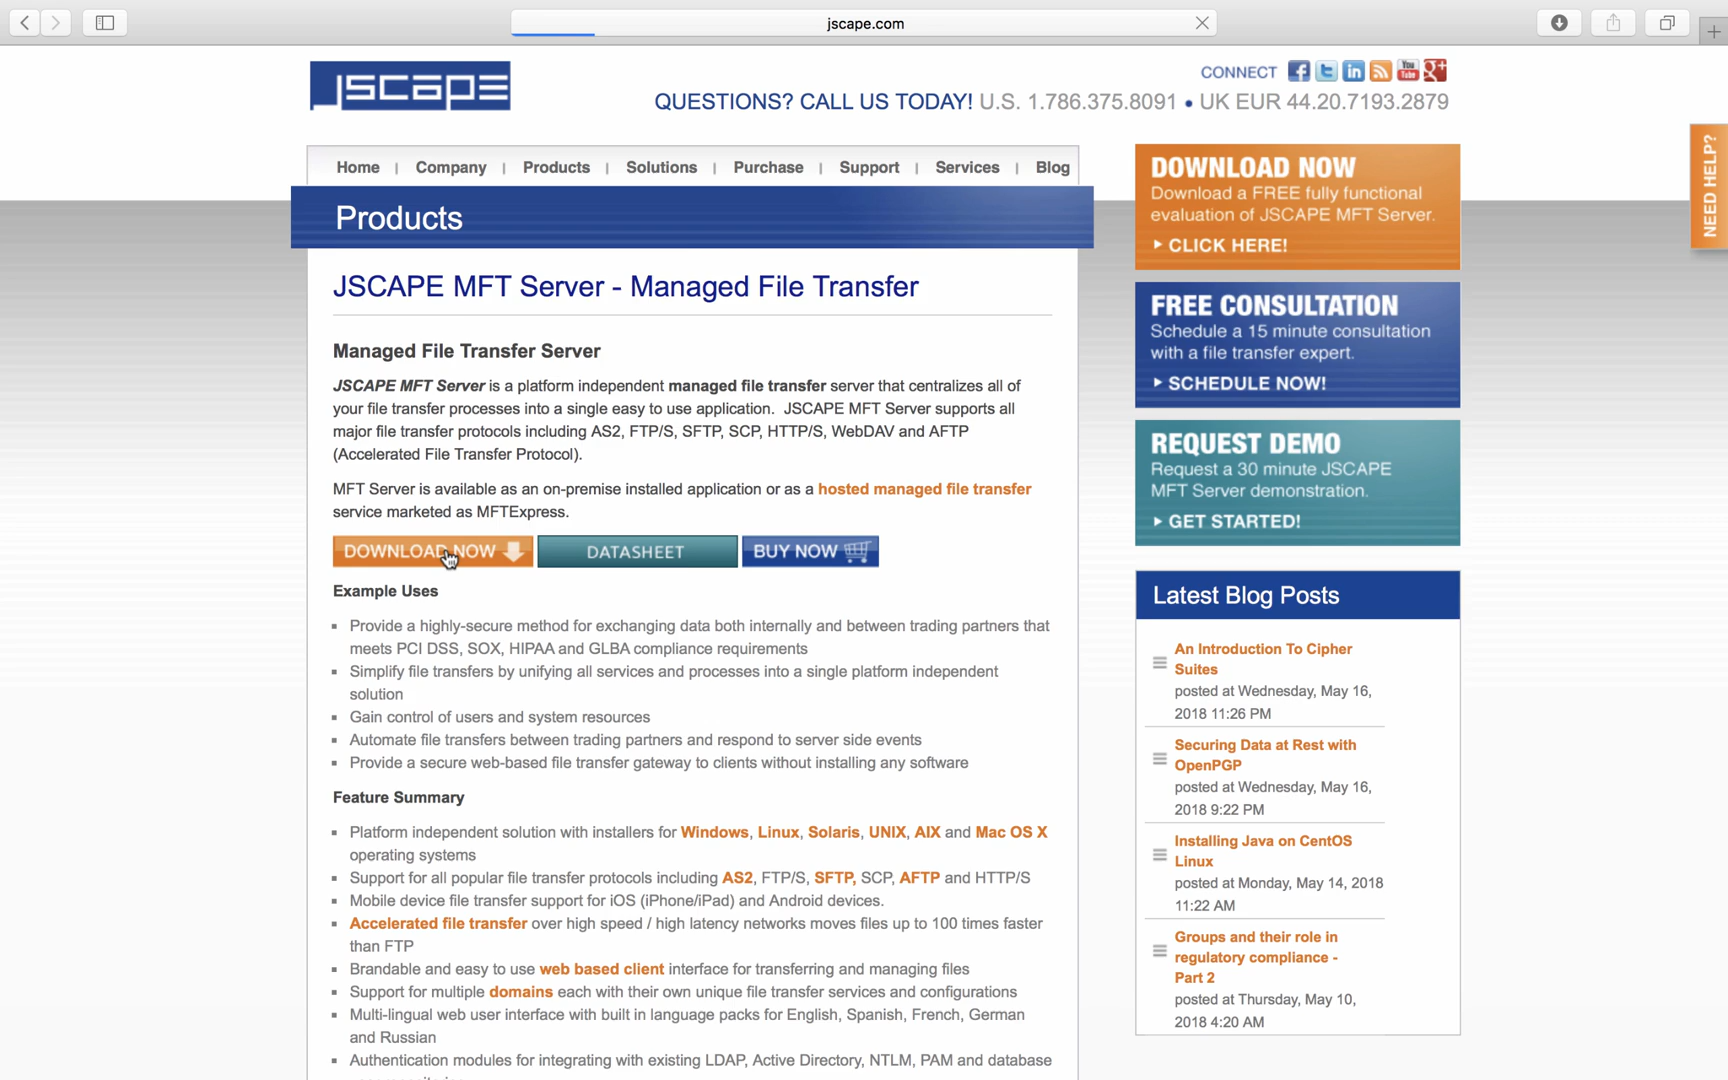 jscape.com
JSCAPE
CONNECT
QUESTIONS? CALL US TODAY! U.S. 1.786.375.8091 • UK EUR 44.20.7193.2879
Home | Company | Products | Solutions | Purchase | Support | Services | Blog
NEED HELP?
Products
JSCAPE MFT Server - Managed File Transfer
Managed File Transfer Server
JSCAPE MFT Server is a platform independent managed file transfer server that centralizes all of
your file transfer processes into a single easy to use application. JSCAPE MFT Server supports all
major file transfer protocols including AS2, FTP/S, SFTP, SCP, HTTP/S, WebDAV and AFTP
(Accelerated File Transfer Protocol).
MFT Server is available as an on-premise installed application or as a hosted managed file transfer
service marketed as MFTExpress.
DOWNLOAD NOW
DATASHEET
BUY NOW
Example Uses
Provide a highly-secure method for exchanging data both internally and between trading partners that
meets PCI DSS, SOX, HIPAA and GLBA compliance requirements
Simplify file transfers by unifying all services and processes into a single platform independent
solution
Gain control of users and system resources
Automate file transfers between trading partners and respond to server side events
Provide a secure web-based file transfer gateway to clients without installing any software
Feature Summary
Platform independent solution with installers for Windows, Linux, Solaris, UNIX, AIX and Mac OS X
operating systems
Support for all popular file transfer protocols including AS2, FTP/S, SFTP, SCP, AFTP and HTTP/S
Mobile device file transfer support for iOS (iPhone/iPad) and Android devices.
Accelerated file transfer over high speed / high latency networks moves files up to 100 times faster
than FTP
Brandable and easy to use web based client interface for transferring and managing files
Support for multiple domains each with their own unique file transfer services and configurations
Multi-lingual web user interface with built in language packs for English, Spanish, French, German
and Russian
Authentication modules for integrating with existing LDAP, Active Directory, NTLM, PAM and database
DOWNLOAD NOW
Download a FREE fully functional
evaluation of JSCAPE MFT Server.
CLICK HERE!
FREE CONSULTATION
Schedule a 15 minute consultation
with a file transfer expert.
SCHEDULE NOW!
REQUEST DEMO
Request a 30 minute JSCAPE
MFT Server demonstration.
GET STARTED!
Latest Blog Posts
An Introduction To Cipher
Suites
posted at Wednesday, May 16,
2018 11:26 PM
Securing Data at Rest with
OpenPGP
posted at Wednesday, May 16,
2018 9:22 PM
Installing Java on CentOS
Linux
posted at Monday, May 14, 2018
11:22 AM
Groups and their role in
regulatory compliance -
Part 2
posted at Thursday, May 10,
2018 4:20 AM